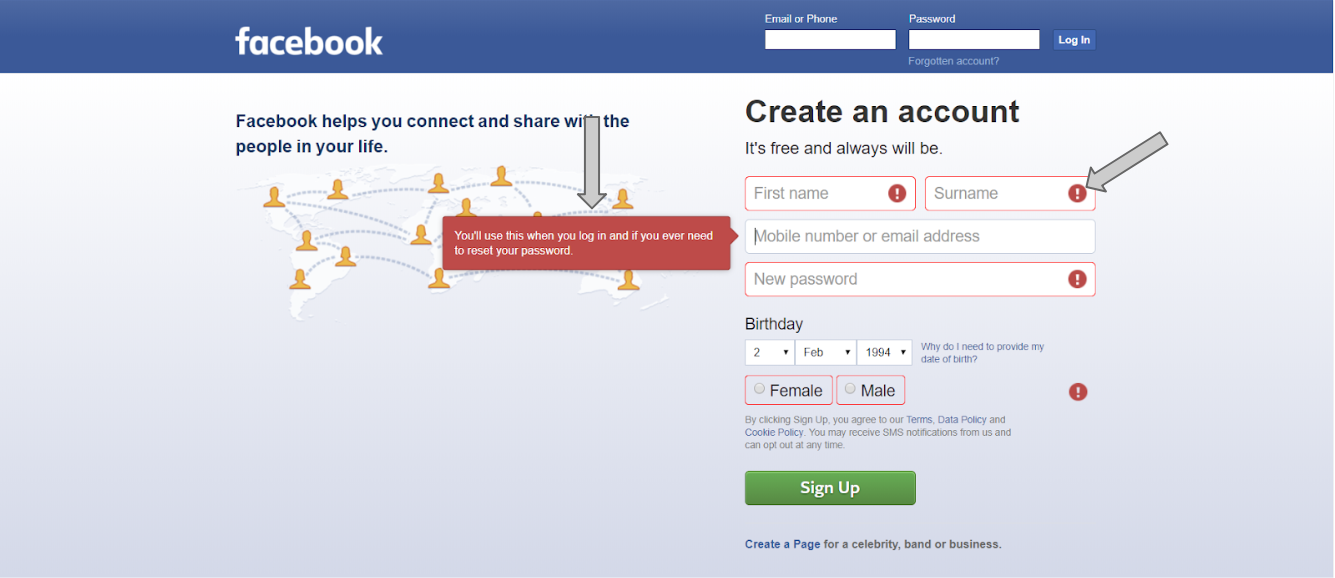 facebook
Email or Phone
Password
Log In
Forgotten account?
Facebook helps you connect and share with the
people in your life.
Create an account
It's free and always will be.
First name
Surname
You'll use this when you log in and if you ever need
to reset your password.
Mobile number or email address
New password
Birthday
2
Feb
1994
Why do I need to provide my
date of birth?
Female
Male
By clicking Sign Up, you agree to our Terms, Data Policy and
Cookie Policy. You may receive SMS notifications from us and
can opt out at any time.
Sign Up
Create a Page for a celebrity, band or business.